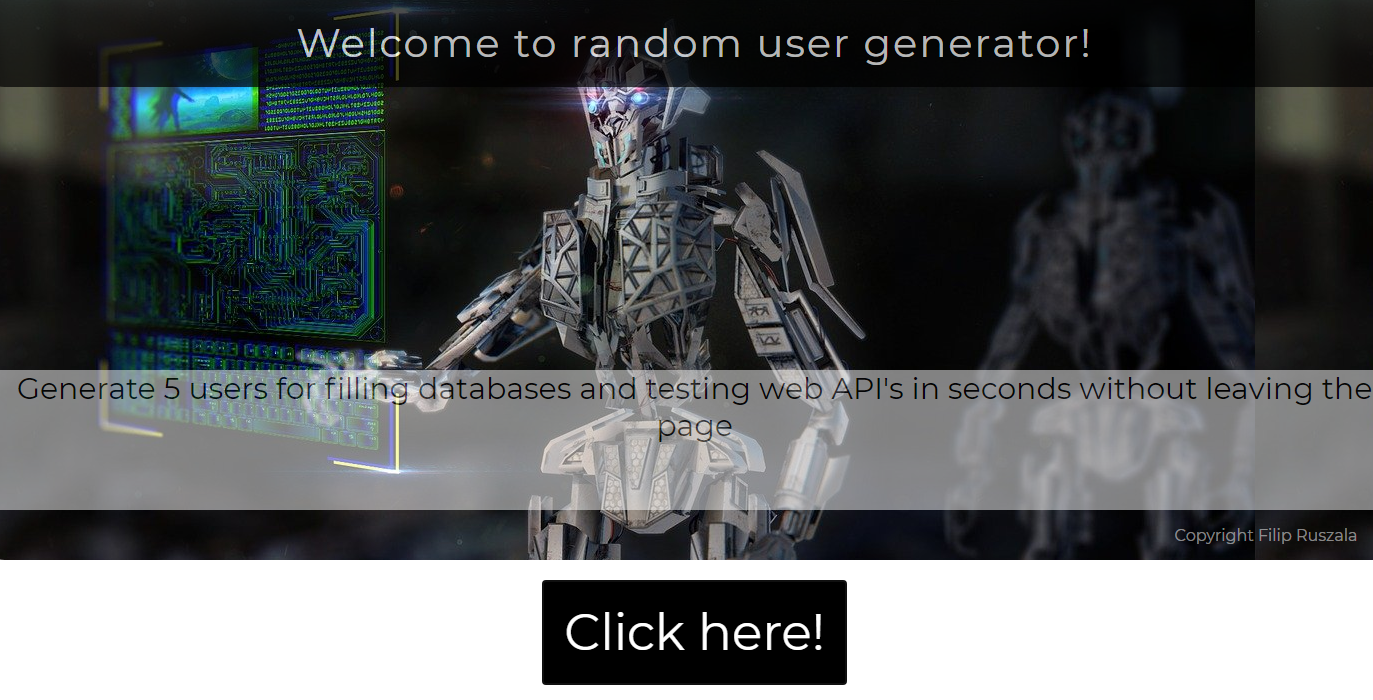 Welcome to random user generator!
Generate 5 users for filling databases and testing web API's in seconds without leaving the
page
Copyright Filip Ruszala
Click here!